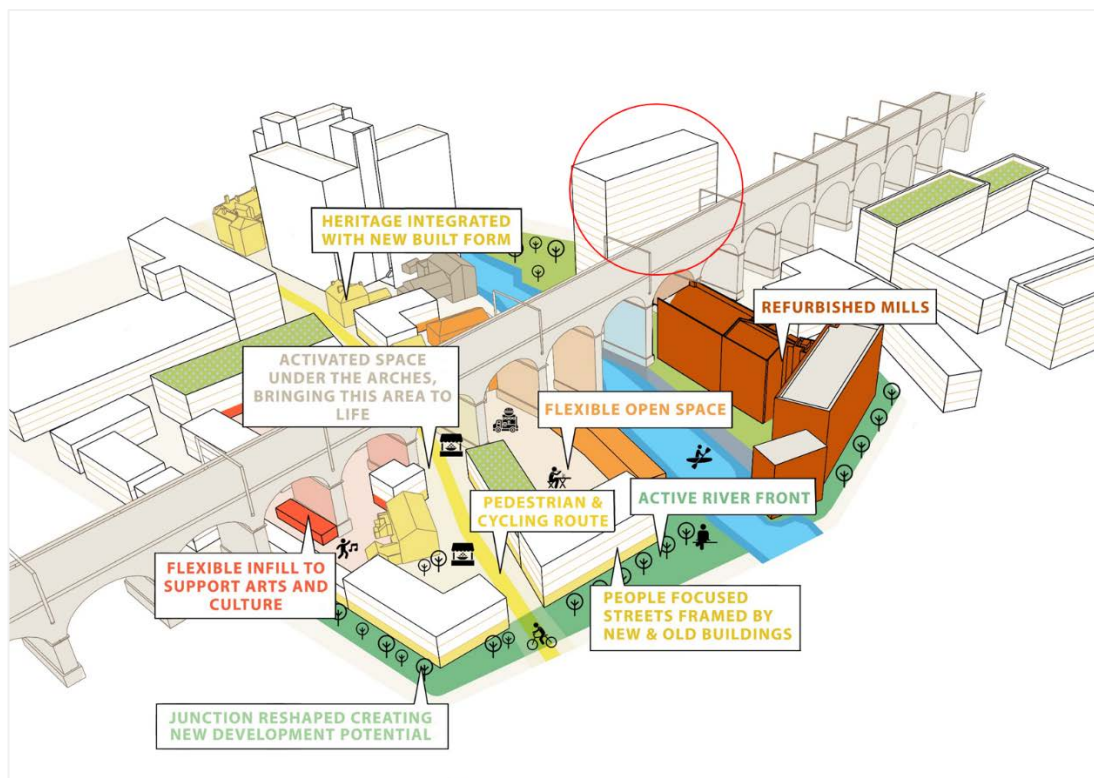 HERITAGE INTEGRATED
WITH NEW BUILT FORM
REFURBISHED MILLS
ACTIVATED SPACE
UNDER THE ARCHES,
BRINGING THIS AREA TO
LIFE
FLEXIBLE OPEN SPACE
PEDESTRIAN &
CYCLING ROUTE
ACTIVE RIVER FRONT
FLEXIBLE INFILL TO
SUPPORT ARTS AND
CULTURE
PEOPLE FOCUSED
STREETS FRAMED BY
NEW & OLD BUILDINGS
JUNCTION RESHAPED CREATING
NEW DEVELOPMENT POTENTIAL